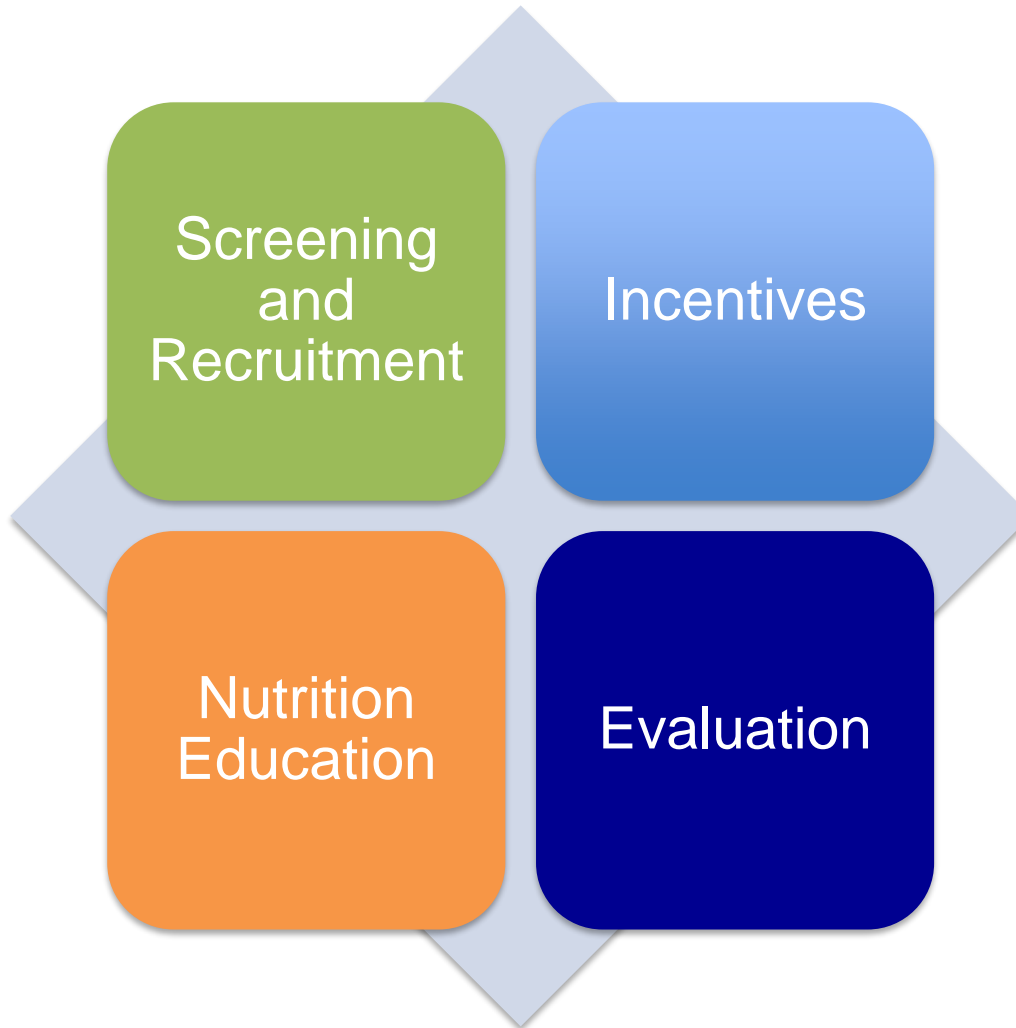 Screening
and
Recruitment
Incentives
Nutrition
Education
Evaluation